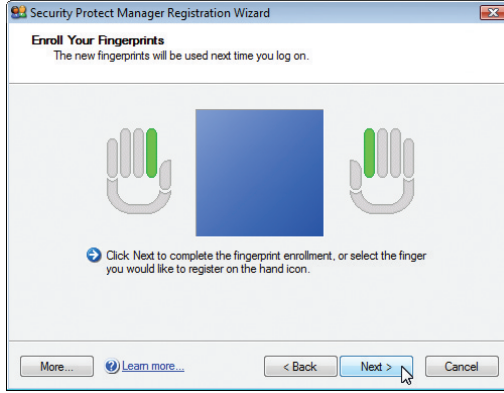 Security Protect Manager Registration Wizard
Enroll Your Fingerprints
The new fingerprints will be used next time you log on.
Click Next to complete the fingerprint enrollment, or select the finger
you would like to register on the hand icon.
More... Learn more... < Back Next > Cancel